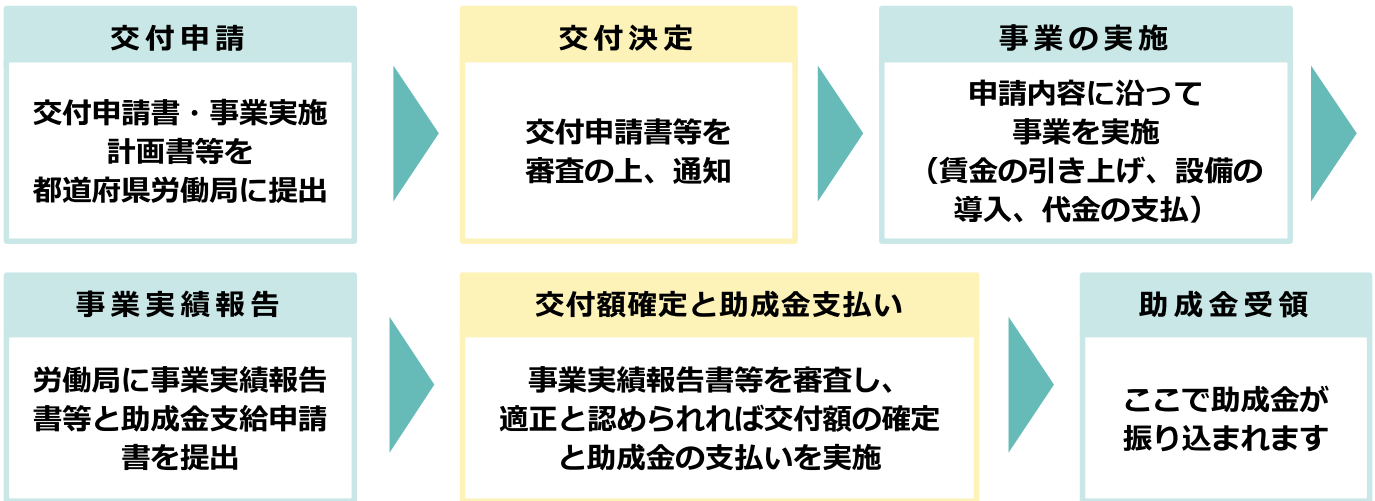 交付申請
交付申請書・事業実施
計画書等を
都道府県労働局に提出
交付決定
交付申請書等を
審査の上、通知
事業の実施
申請内容に沿って
事業を実施
（賃金の引き上げ、設備の
導入、代金の支払）
事業実績報告
労働局に事業実績報告
書等と助成金支給申請
書を提出
交付額確定と助成金支払い
事業実績報告書等を審査し、
適正と認められれば交付額の確定
と助成金の支払いを実施
助成金受領
ここで助成金が
振り込まれます